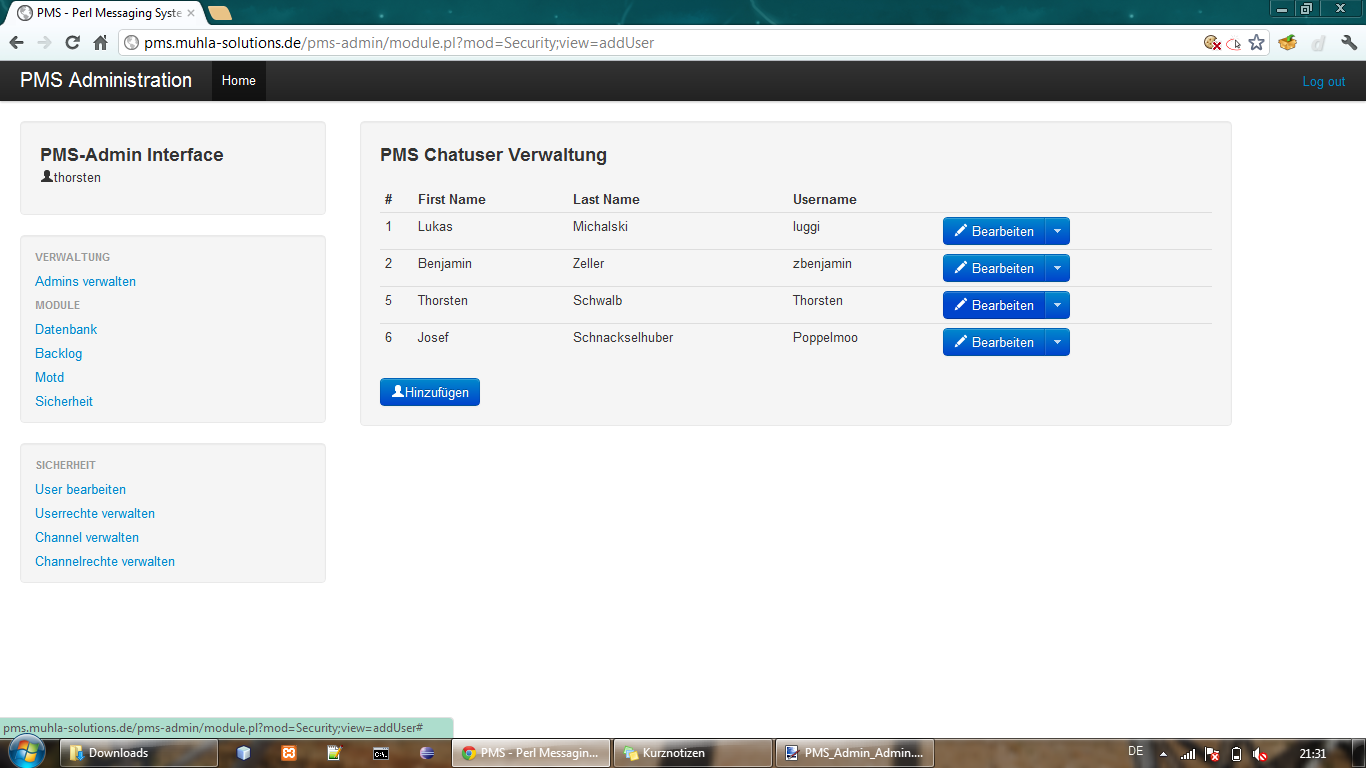 PMS - Perl Messaging Syste
pms.muhla-solutions.de/pms-admin/module.pl?mod=Security;view=addUser
PMS Administration Home Log out
PMS-Admin Interface
thorsten
VERWALTUNG
Admins verwalten
MODULE
Datenbank
Backlog
Motd
Sicherheit
SICHERHEIT
User bearbeiten
Userrechte verwalten
Channel verwalten
Channelrechte verwalten
PMS Chatuser Verwaltung
# First Name Last Name Username
1 Lukas Michalski luggi Bearbeiten
2 Benjamin Zeller zbenjamin Bearbeiten
5 Thorsten Schwalb Thorsten Bearbeiten
6 Josef Schnackselhuber Poppelmoo Bearbeiten
Hinzufügen
pms.muhla-solutions.de/pms-admin/module.pl?mod=Security;view=addUser#
Downloads PMS - Perl Messagin... Kurznotizen PMS_Admin_Admin.... DE 21:31